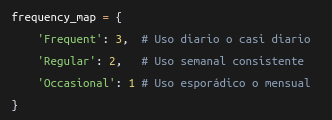 frequency_map = {
    'Frequent': 3,  # Uso diario o casi diario
    'Regular': 2,   # Uso semanal consistente
    'Occasional': 1 # Uso esporádico o mensual
}